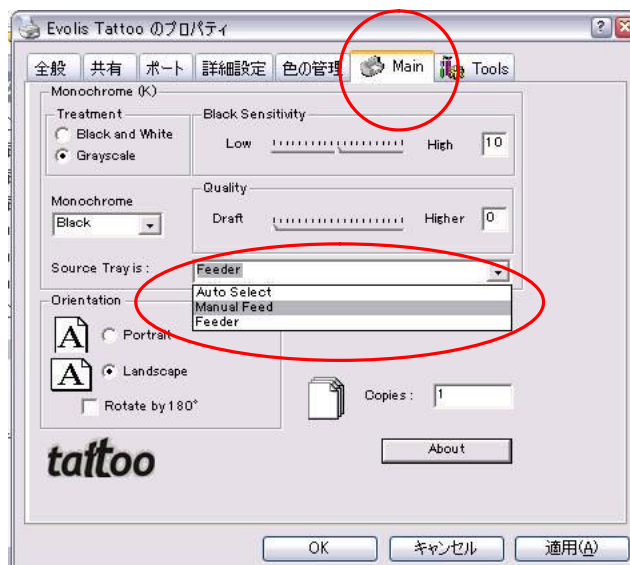 Evolis Tattoo のプロパティ
全般 共有 ポート 詳細設定 色の管理 Main Tools
Monochrome (K)
Treatment
Black and White
Grayscale
Black Sensitivity
Low High 10
Monochrome
Black
Quality
Draft Higher 0
Source Tray is : Feeder
Auto Select
Manual Feed
Feeder
Orientation
A Portrait
A Landscape
Rotate by 180°
Copies : 1
tattoo
About
OK キャンセル 適用(A)